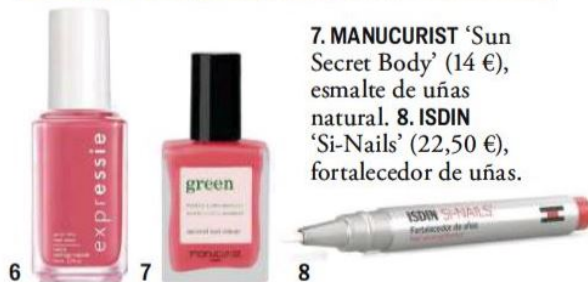 7. MANUCURIST ‘Sun
Secret Body’ (14 €),
esmalte de uñas
natural. 8. ISDIN
‘Si-Nails’ (22,50 €),
fortalecedor de uñas.
expressie
green
manucurist
ISDIN SI-NAILS
Fortalecedor de uñas
6
7
8